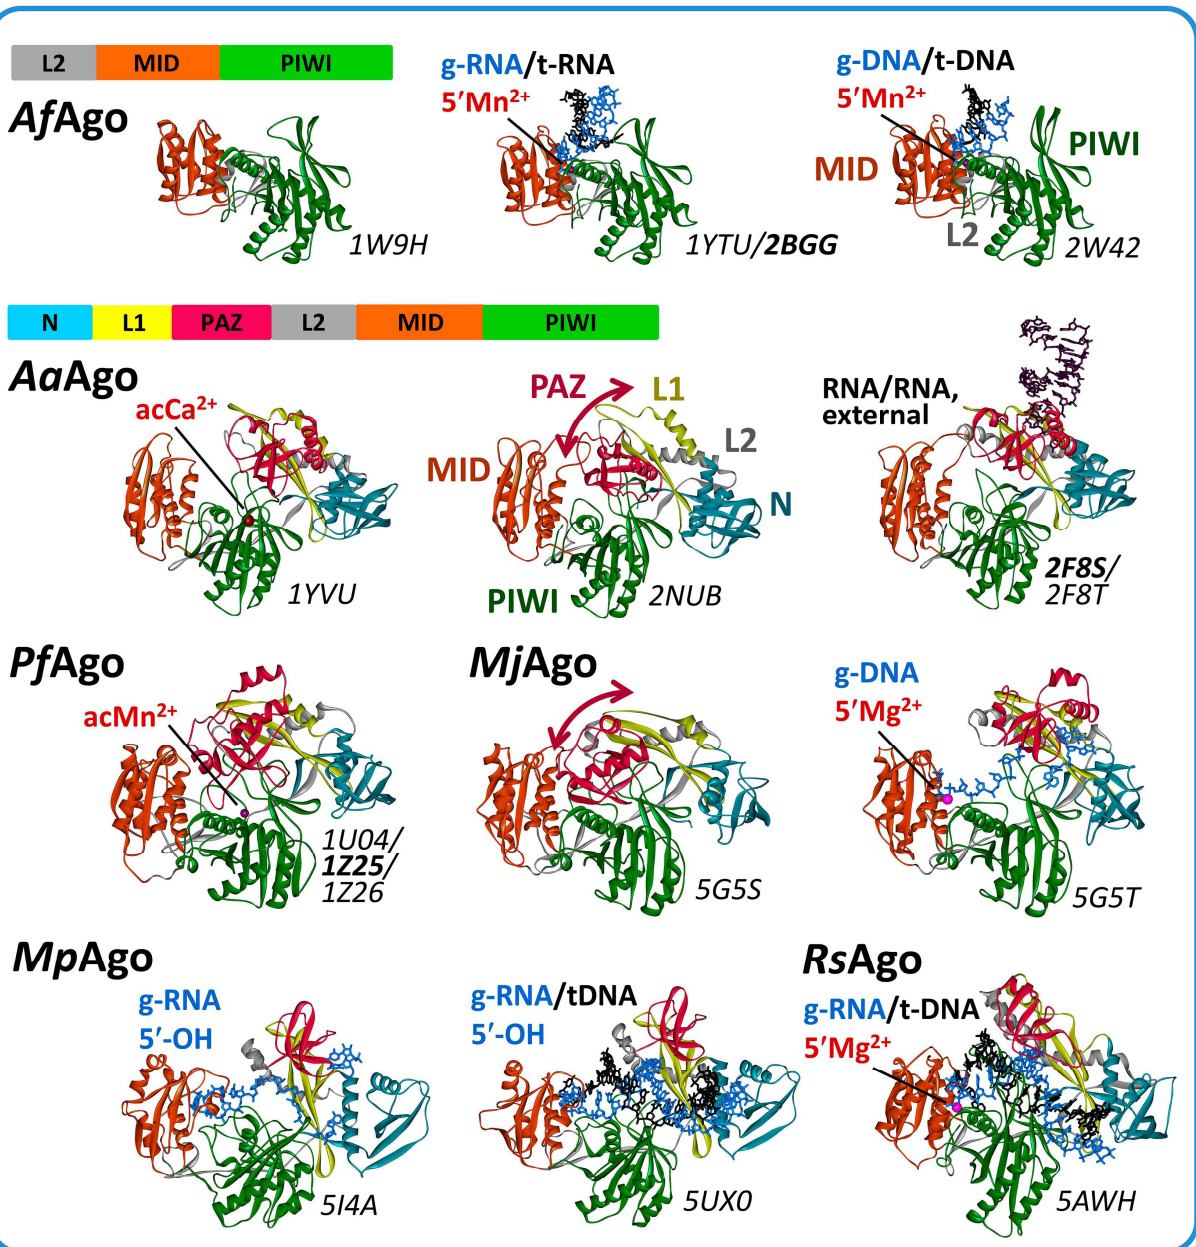 L2 MID PIWI
AfAgo
1W9H
g-RNA/t-RNA
5′Mn²⁺
1YTU/2BGG
g-DNA/t-DNA
5′Mn²⁺
MID
PIWI
L2
2W42
N L1 PAZ L2 MID PIWI
AaAgo
acCa²⁺
1YVU
PAZ
L1
L2
MID
N
PIWI
2NUB
RNA/RNA,
external
2F8S/
2F8T
PfAgo
acMn²⁺
1U04/
1Z25/
1Z26
MjAgo
5G5S
g-DNA
5′Mg²⁺
5G5T
MpAgo
g-RNA
5′-OH
5I4A
g-RNA/tDNA
5′-OH
5UX0
RsAgo
g-RNA/t-DNA
5′Mg²⁺
5AWH